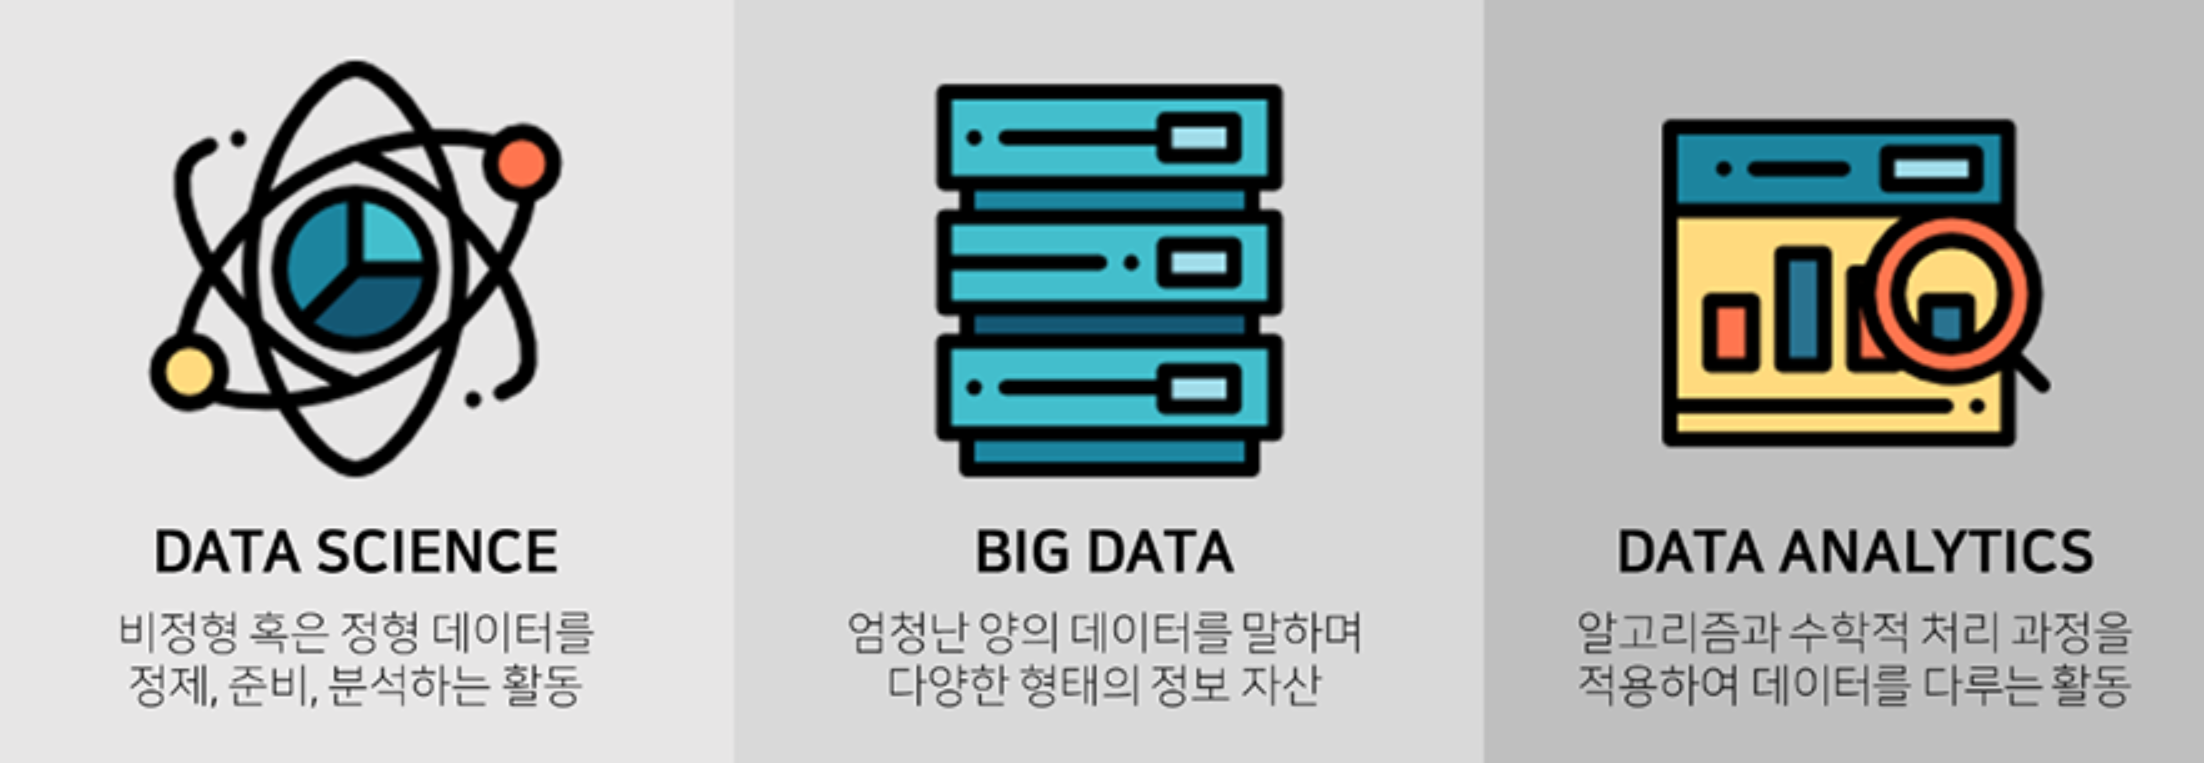 DATA SCIENCE
비정형 혹은 정형 데이터를
정제, 준비, 분석하는 활동
BIG DATA
엄청난 양의 데이터를 말하며
다양한 형태의 정보 자산
DATA ANALYTICS
알고리즘과 수학적 처리 과정을
적용하여 데이터를 다루는 활동